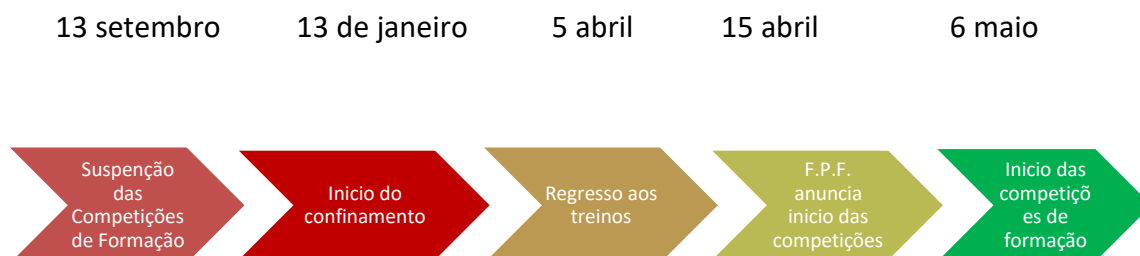 13 setembro
13 de janeiro
5 abril
15 abril
6 maio
Suspenção
das
Competições
de Formação
Inicio do
confinamento
Regresso aos
treinos
F.P.F.
anuncia
inicio das
competições
Inicio das
competiçõ
es de
formação